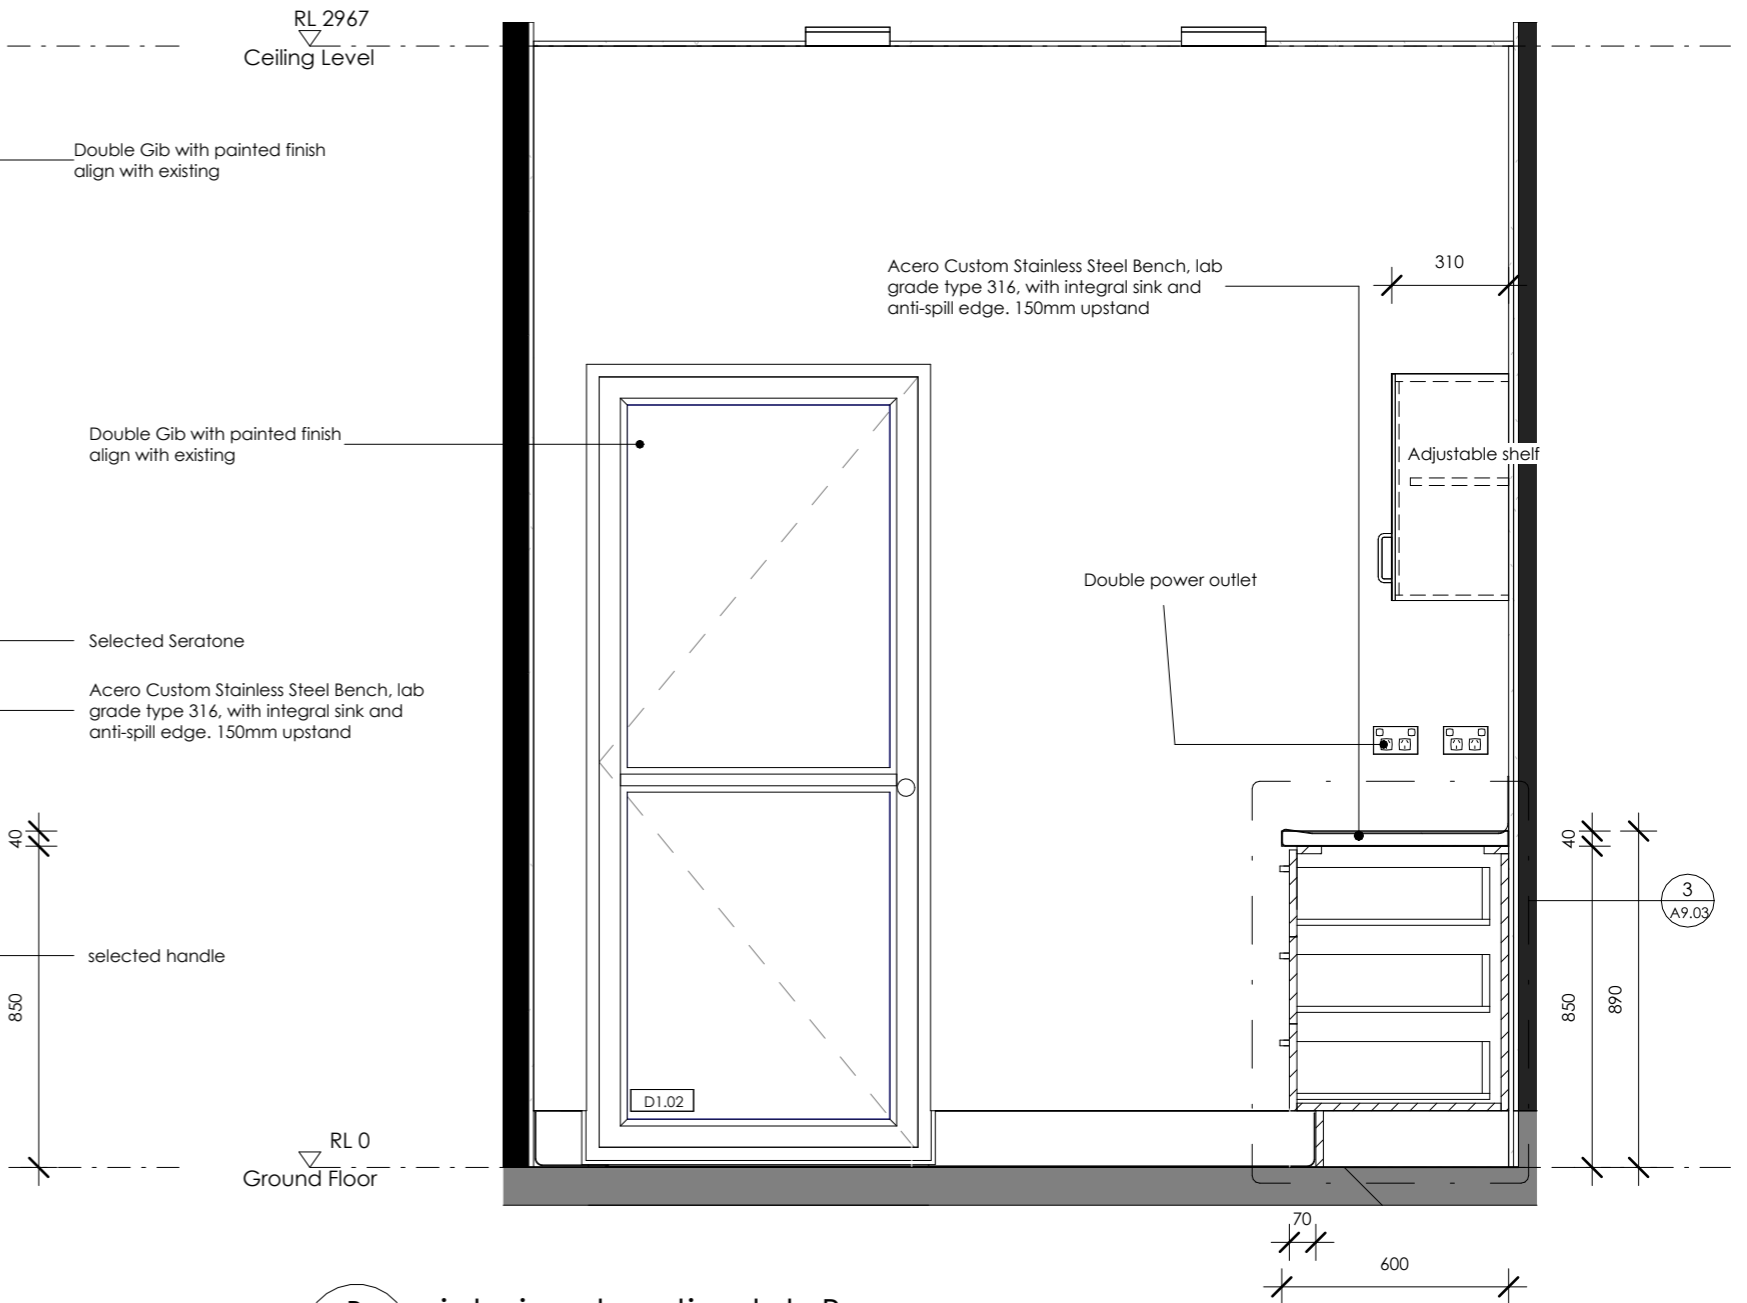 RL 2967
Ceiling Level
Double Gib with painted finish
align with existing
Acero Custom Stainless Steel Bench, lab
grade type 316, with integral sink and
anti-spill edge. 150mm upstand
310
Double Gib with painted finish
align with existing
Adjustable shelf
Double power outlet
Selected Seratone
Acero Custom Stainless Steel Bench, lab
grade type 316, with integral sink and
anti-spill edge. 150mm upstand
40
40
3
A9.03
selected handle
850
850
890
D1.02
RL 0
Ground Floor
70
600